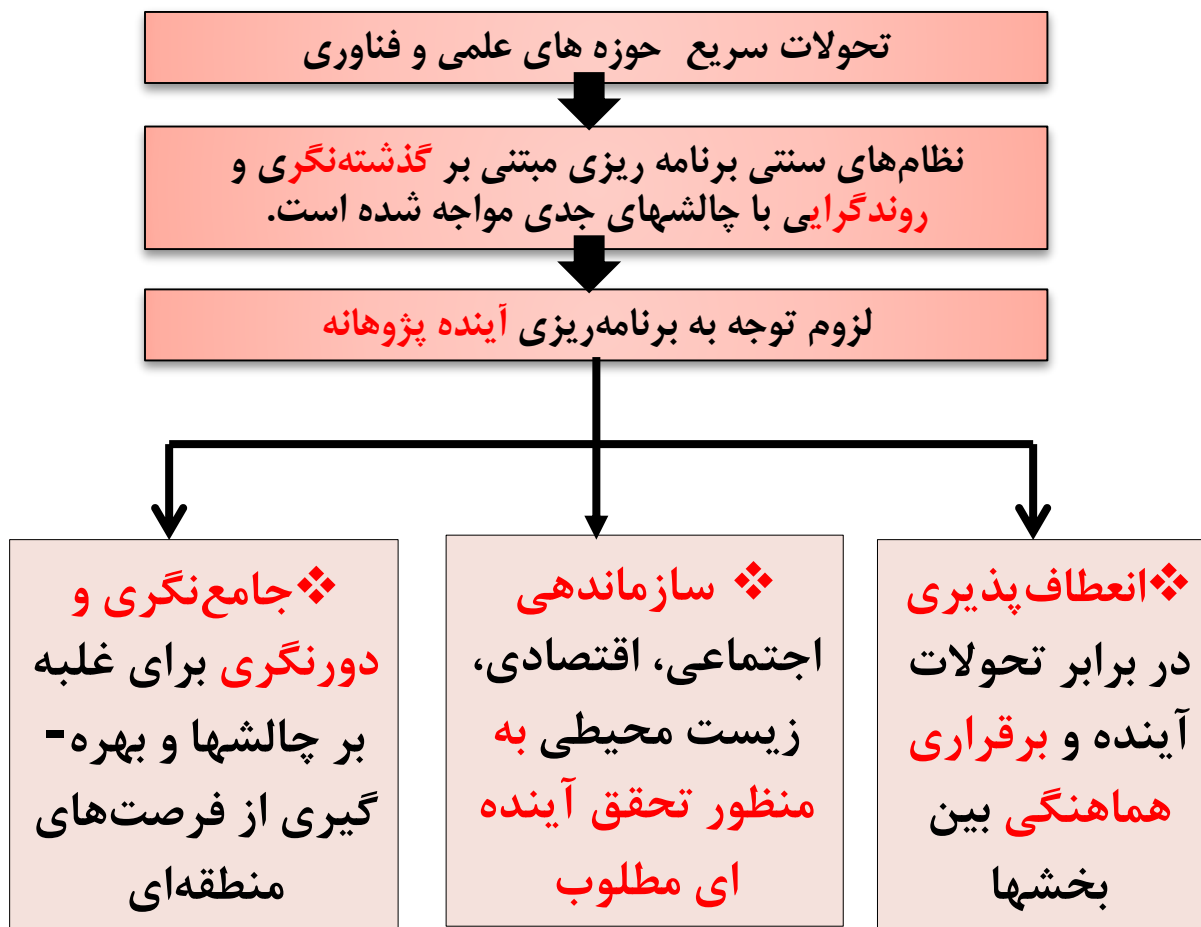 تحولات سریع حوزه های علمی و فناوری
نظام‌های سنتی برنامه ریزی مبتنی بر گذشته‌نگری و
روندگرایی با چالشهای جدی مواجه شده است.
لزوم توجه به برنامه‌ریزی آینده پژوهانه
❖انعطاف‌پذیری
در برابر تحولات
آینده و برقراری
هماهنگی بین
بخشها
❖ سازماندهی
اجتماعی، اقتصادی،
زیست محیطی به
منظور تحقق آینده
ای مطلوب
❖جامع‌نگری و
دورنگری برای غلبه
بر چالشها و بهره-
گیری از فرصت‌های
منطقه‌ای